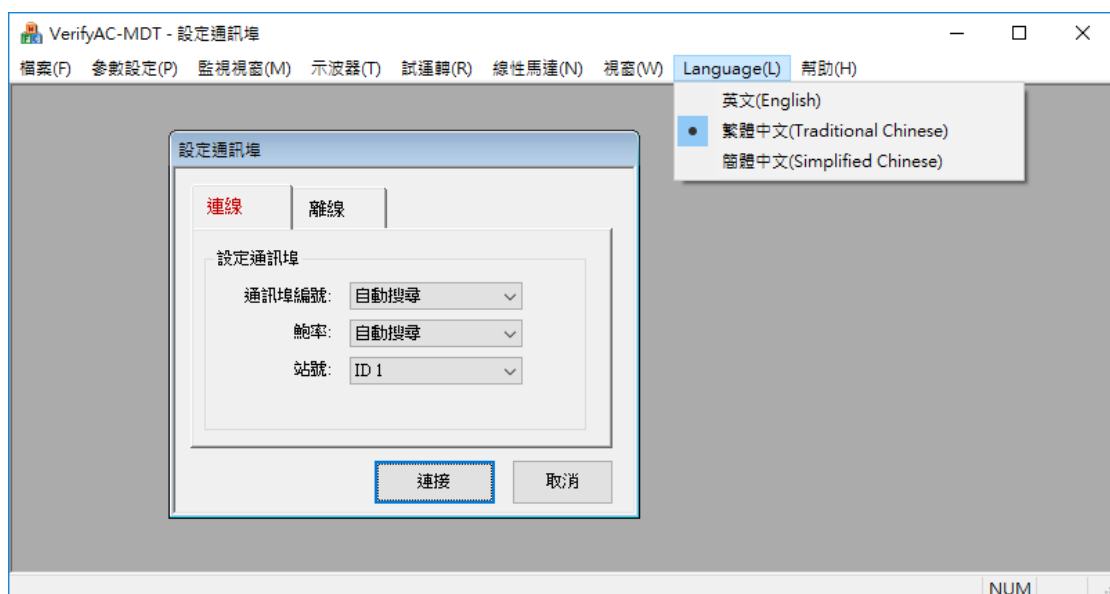 VerifyAC-MDT - 設定通訊埠
檔案(F) 參數設定(P) 監視視窗(M) 示波器(T) 試運轉(R) 線性馬達(N) 視窗(W) Language(L) 幫助(H)
英文(English)
繁體中文(Traditional Chinese)
簡體中文(Simplified Chinese)
設定通訊埠
連線 離線
設定通訊埠
通訊埠編號: 自動搜尋
鮑率: 自動搜尋
站號: ID 1
連接 取消
NUM